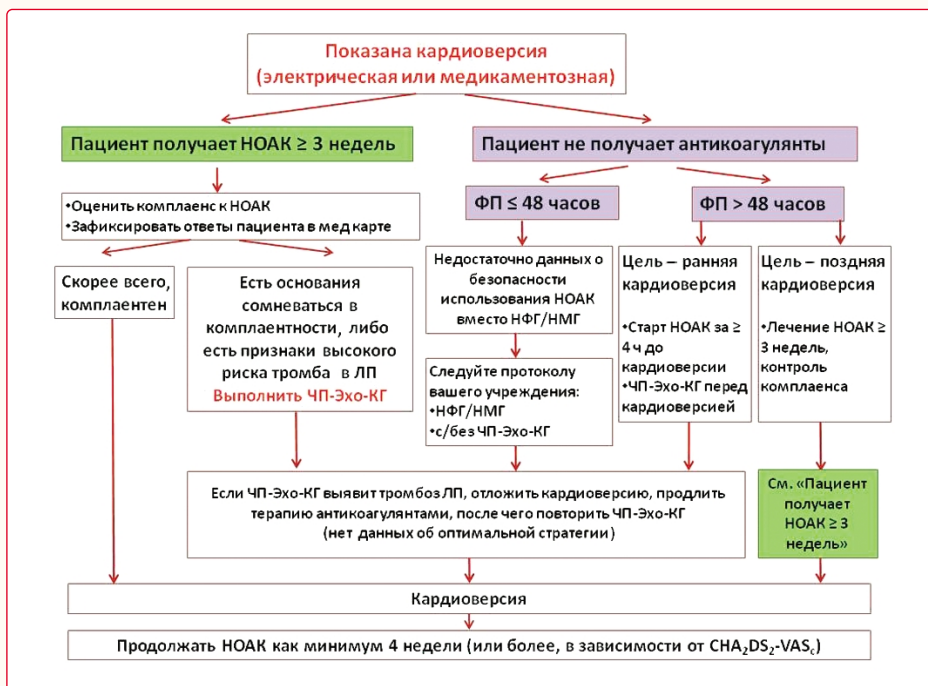 Показана кардиоверсия
(электрическая или медикаментозная)
Пациент получает НОАК ≥ 3 недель
Пациент не получает антикоагулянты
•Оценить комплаенс к НОАК
•Зафиксировать ответы пациента в мед карте
ФП ≤ 48 часов
ФП > 48 часов
Скорее всего,
комплаентен
Есть основания
сомневаться в
комплаентности, либо
есть признаки высокого
риска тромба в ЛП
Выполнить ЧП-Эхо-КГ
Недостаточно данных о
безопасности
использования НОАК
вместо НФГ/НМГ
Следуйте протоколу
вашего учреждения:
•НФГ/НМГ
•с/без ЧП-Эхо-КГ
Цель – ранняя
кардиоверсия
•Старт НОАК за ≥
4 ч до
кардиоверсии
•ЧП-Эхо-КГ перед
кардиоверсией
Цель – поздняя
кардиоверсия
•Лечение НОАК ≥
3 недель,
контроль
комплаенса
Если ЧП-Эхо-КГ выявит тромбоз ЛП, отложить кардиоверсию, продлить
терапию антикоагулянтами, после чего повторить ЧП-Эхо-КГ
(нет данных об оптимальной стратегии)
См. «Пациент
получает
НОАК ≥ 3
недель»
Кардиоверсия
Продолжать НОАК как минимум 4 недели (или более, в зависимости от CHA₂DS₂-VASc)